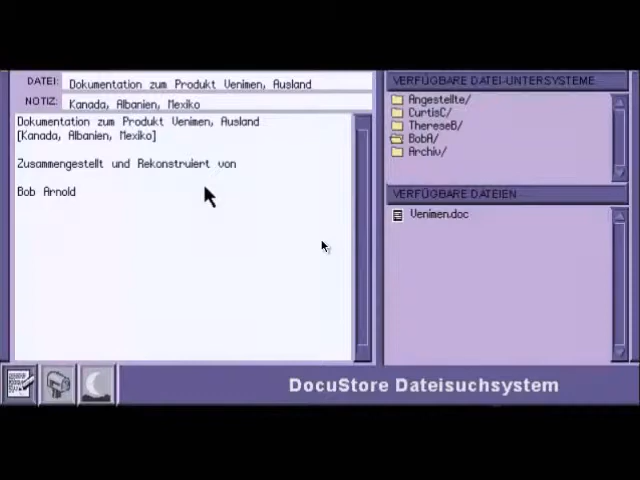 DATEI: Dokumentation zum Produkt Venimen, Ausland
NOTIZ: Kanada, Albanien, Mexiko
Dokumentation zum Produkt Venimen, Ausland
[Kanada, Albanien, Mexiko]
Zusammengestellt und Rekonstruiert von
Bob Arnold
VERFÜGBARE DATEI-UNTERSYSTEME
Angestellte/
CurtisC/
ThereseB/
BobA/
Archiv/
VERFÜGBARE DATEIEN
Venimen.doc
DocuStore Dateisuchsystem